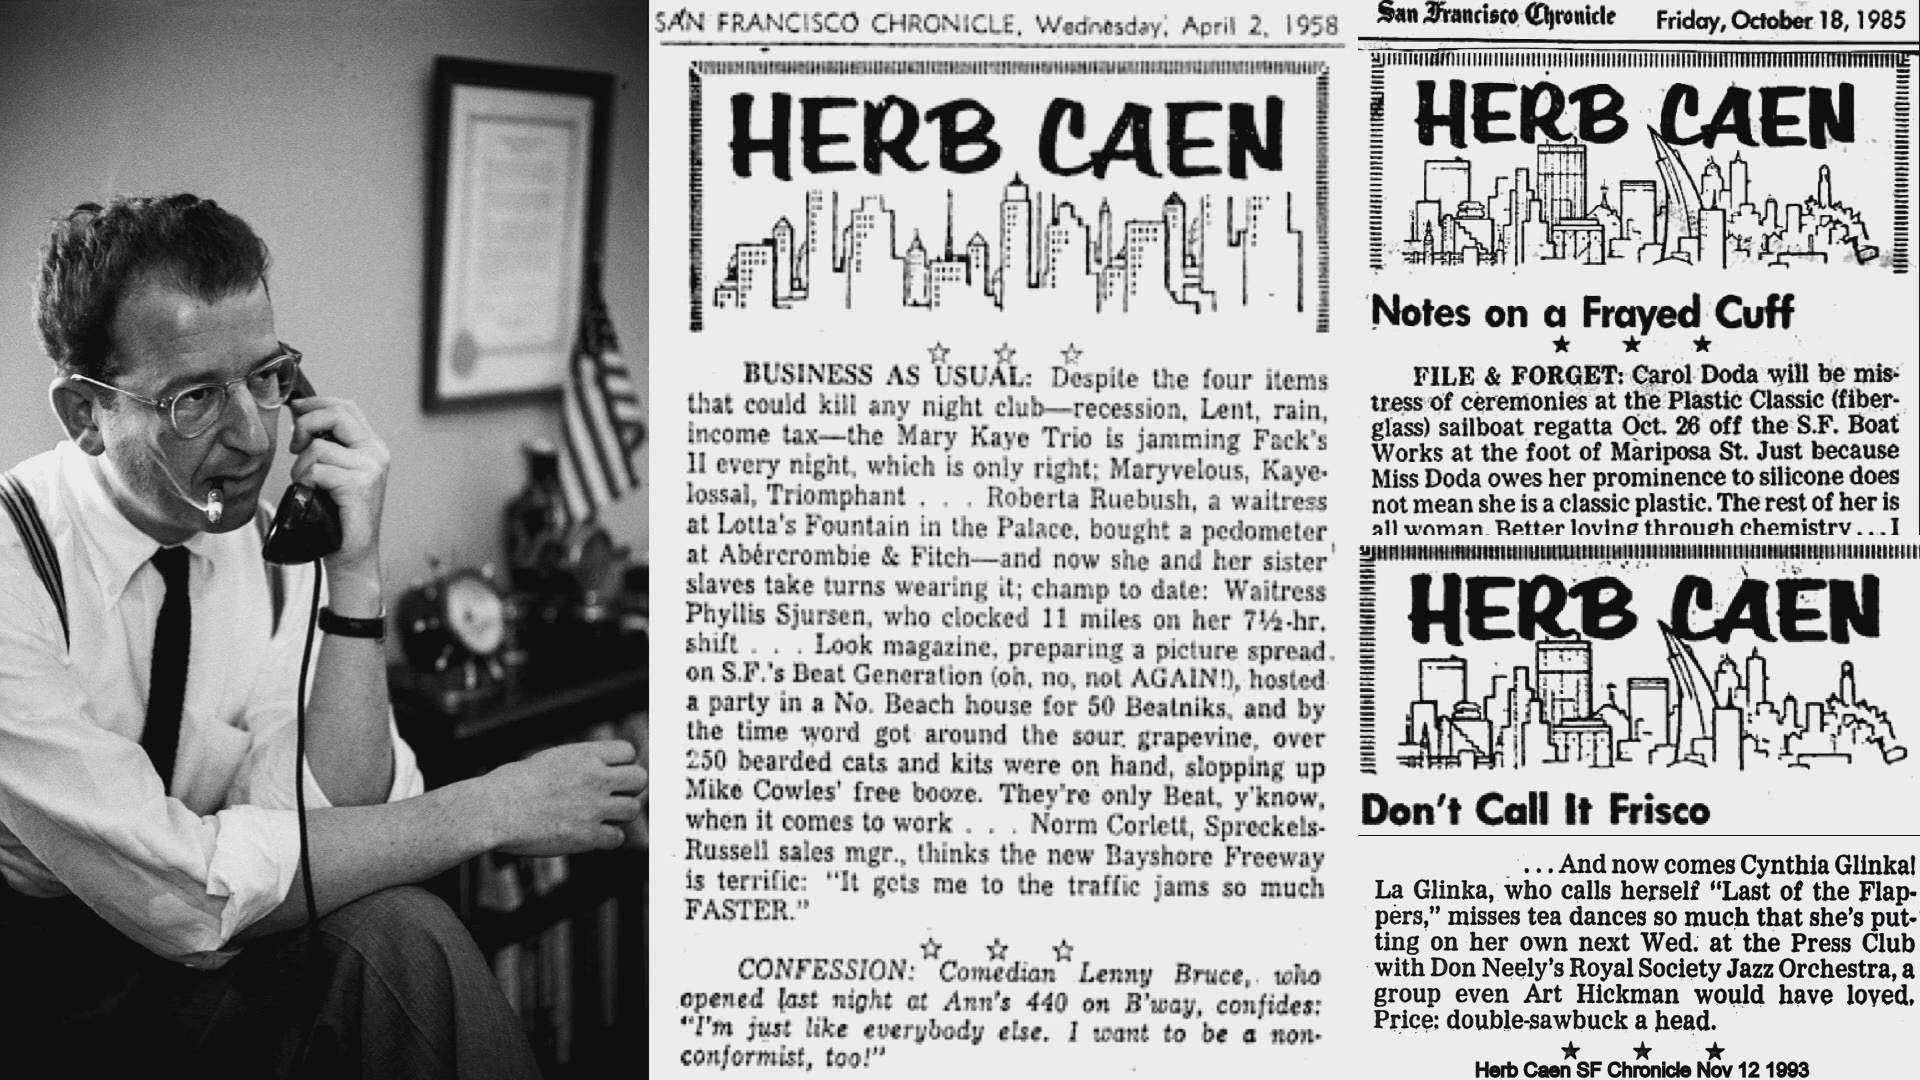 SAN FRANCISCO CHRONICLE, Wednesday, April 2, 1958
HERB CAEN
BUSINESS AS USUAL: Despite the four items
that could kill any night club—recession, Lent, rain,
income tax—the Mary Kaye Trio is jamming Fack's
II every night, which is only right; Maryvelous, Kaye-
lossal, Triomphant . . . Roberta Ruebush, a waitress
at Lotta's Fountain in the Palace, bought a pedometer
at Abercrombie & Fitch—and now she and her sister
slaves take turns wearing it; champ to date: Waitress
Phyllis Sjursen, who clocked 11 miles on her 7½-hr.
shift . . . Look magazine, preparing a picture spread
on S.F.'s Beat Generation (oh, no, not AGAIN!), hosted
a party in a No. Beach house for 50 Beatniks, and by
the time word got around the sour grapevine, over
250 bearded cats and kits were on hand, slopping up
Mike Cowles' free booze. They're only Beat, y'know,
when it comes to work . . . Norm Corlett, Spreckels-
Russell sales mgr., thinks the new Bayshore Freeway
is terrific: "It gets me to the traffic jams so much
FASTER."
CONFESSION: Comedian Lenny Bruce, who
opened last night at Ann's 440 on B'way, confides:
"I'm just like everybody else. I want to be a non-
conformist, too!"
San Francisco Chronicle Friday, October 18, 1985
HERB CAEN
Notes on a Frayed Cuff
FILE & FORGET: Carol Doda will be mis-
tress of ceremonies at the Plastic Classic (fiber-
glass) sailboat regatta Oct. 26 off the S.F. Boat
Works at the foot of Mariposa St. Just because
Miss Doda owes her prominence to silicone does
not mean she is a classic plastic. The rest of her is
all woman. Better loving through chemistry...I
HERB CAEN
Don't Call It Frisco
...And now comes Cynthia Glinka!
La Glinka, who calls herself "Last of the Flap-
pers," misses tea dances so much that she's put-
ting on her own next Wed. at the Press Club
with Don Neely's Royal Society Jazz Orchestra, a
group even Art Hickman would have loved.
Price: double-sawbuck a head.
Herb Caen SF Chronicle Nov 12 1993